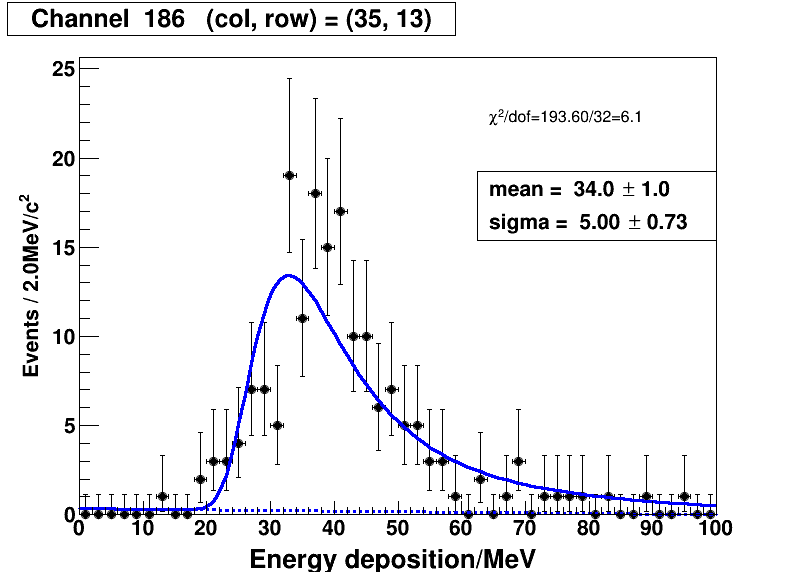 Channel 186 (col, row) = (35, 13)
Events / 2.0MeV/c²
25
20
15
10
5
0
χ²/dof=193.60/32=6.1
mean = 34.0 ± 1.0
sigma = 5.00 ± 0.73
0 10 20 30 40 50 60 70 80 90 100
Energy deposition/MeV